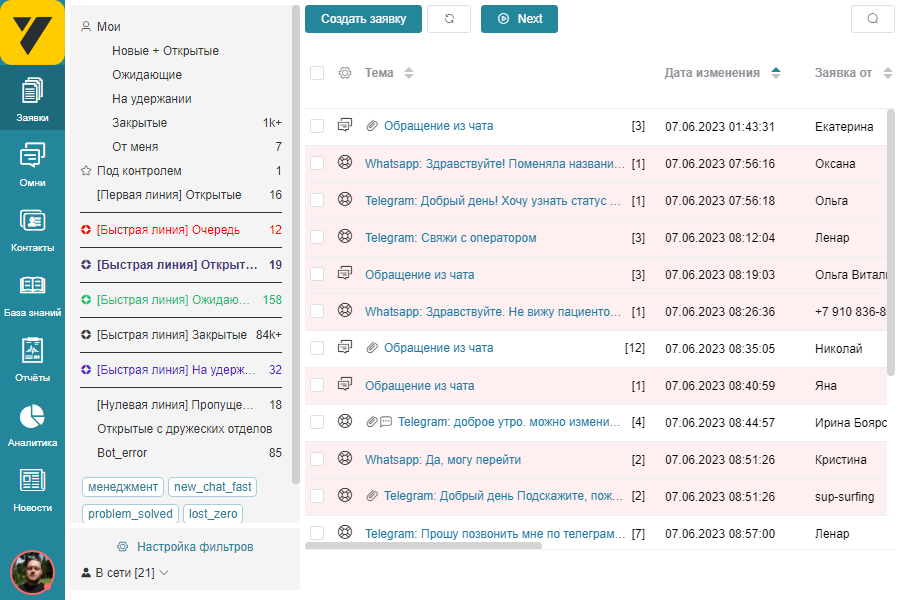 Заявки
Омни
Контакты
База знаний
Отчёты
Аналитика
Новости
Мои
Новые + Открытые
Ожидающие
На удержании
Закрытые 1k+
От меня 7
Под контролем 1
[Первая линия] Открытые 16
[Быстрая линия] Очередь 12
[Быстрая линия] Открыт... 19
[Быстрая линия] Ожидаю... 158
[Быстрая линия] Закрытые 84k+
[Быстрая линия] На удерж... 32
[Нулевая линия] Пропуще... 18
Открытые с дружеских отделов
Bot_error 85
менеджмент new_chat_fast
problem_solved lost_zero
Настройка фильтров
В сети [21]
Создать заявку Next
Тема Дата изменения Заявка от
Обращение из чата [3] 07.06.2023 01:43:31 Екатерина
Whatsapp: Здравствуйте! Поменяла названи... [1] 07.06.2023 07:56:16 Оксана
Telegram: Добрый день! Хочу узнать статус ... [1] 07.06.2023 07:56:18 Ольга
Telegram: Свяжи с оператором [3] 07.06.2023 08:12:04 Ленар
Обращение из чата [3] 07.06.2023 08:19:03 Ольга Витал
Whatsapp: Здравствуйте. Не вижу пациенто... [1] 07.06.2023 08:26:36 +7 910 836-8
Обращение из чата [12] 07.06.2023 08:35:05 Николай
Обращение из чата [1] 07.06.2023 08:40:59 Яна
Telegram: доброе утро. можно измени... [4] 07.06.2023 08:44:57 Ирина Боярс
Whatsapp: Да, могу перейти [2] 07.06.2023 08:51:26 Кристина
Telegram: Добрый день Подскажите, пож... [2] 07.06.2023 08:51:26 sup-surfing
Telegram: Прошу позвонить мне по телеграм... [7] 07.06.2023 08:57:00 Ленар